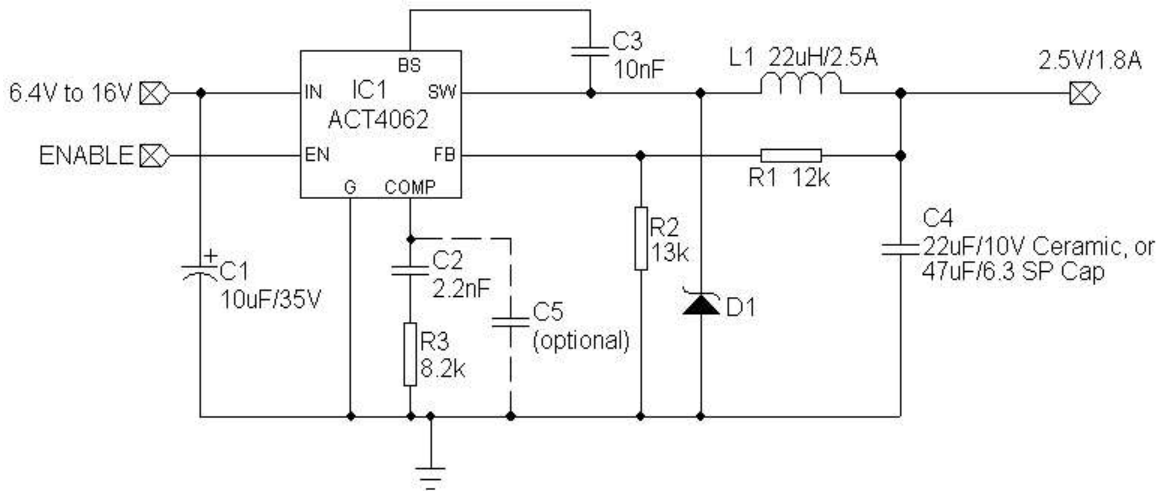 BS
C3
10nF
L1 22uH/2.5A
2.5V/1.8A
6.4V to 16V
IN
IC1
ACT4062
SW
ENABLE
EN
FB
R1 12k
G
COMP
C1
10uF/35V
C2
2.2nF
R3
8.2k
C5
(optional)
R2
13k
D1
C4
22uF/10V Ceramic, or
47uF/6.3 SP Cap
+